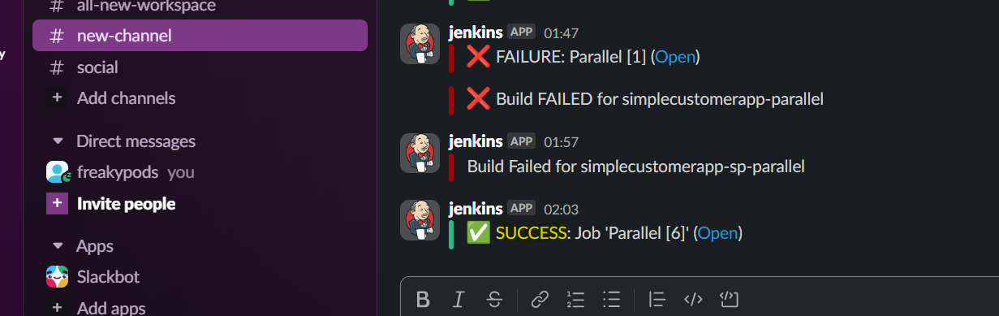 # all-new-workspace
# new-channel
# social
+ Add channels
Direct messages
freakypods you
+ Invite people
Apps
Slackbot
+ Add apps
jenkins APP 01:47
❌ FAILURE: Parallel [1] (Open)
❌ Build FAILED for simplecustomerapp-parallel
jenkins APP 01:57
Build Failed for simplecustomerapp-sp-parallel
jenkins APP 02:03
✅ SUCCESS: Job 'Parallel [6]' (Open)
B I S